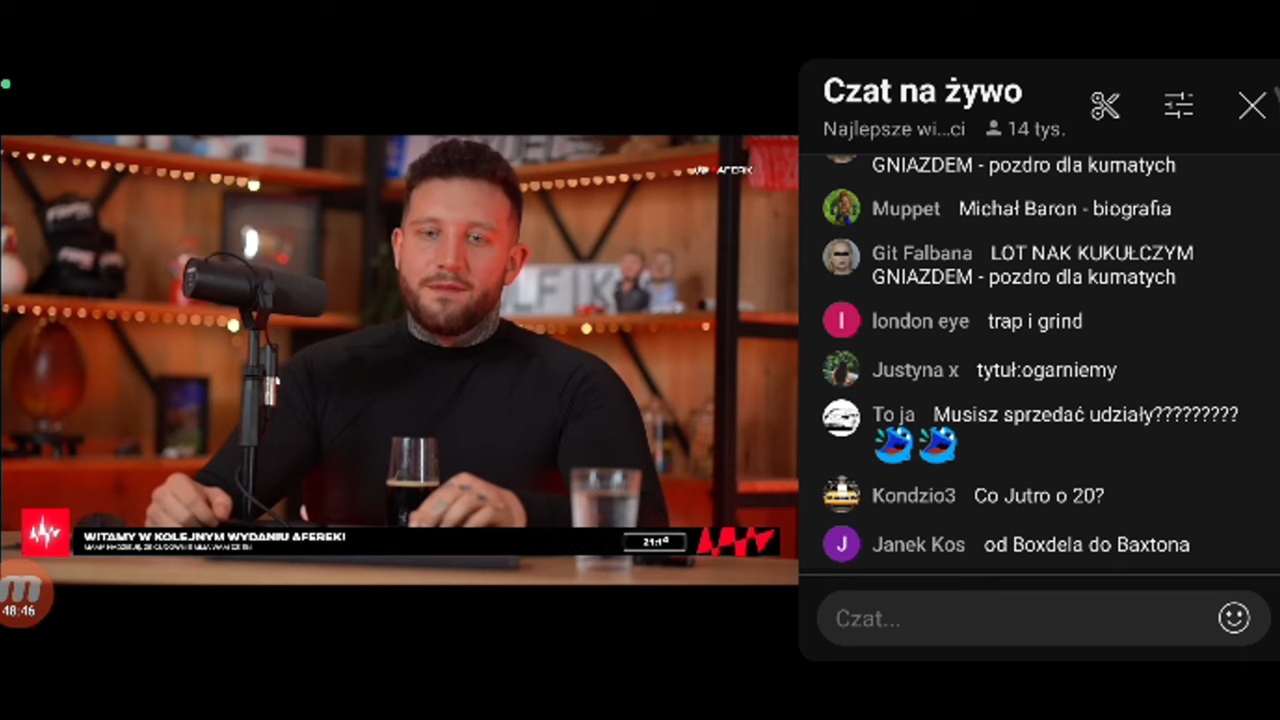 Czat na żywo
Najlepsze wi...ci 14 tys.
GNIAZDEM - pozdro dla kumatych
Muppet Michał Baron - biografia
Git Falbana LOT NAK KUKUŁCZYM
GNIAZDEM - pozdro dla kumatych
london eye trap i grind
Justyna x tytuł:ogarniemy
To ja Musisz sprzedać udziały?????????
Kondzio3 Co Jutro o 20?
J Janek Kos od Boxdela do Baxtona
Czat...
WITAMY W KOLEJNYM WYDANIU AFEREK!
48:46